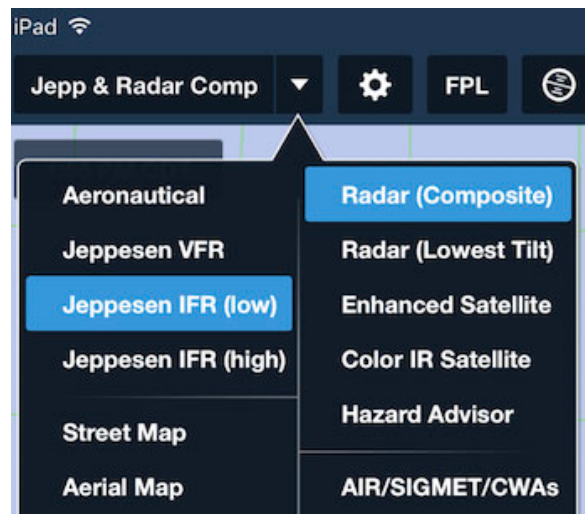 iPad
Jepp & Radar Comp
FPL
Aeronautical
Jeppesen VFR
Jeppesen IFR (low)
Jeppesen IFR (high)
Street Map
Aerial Map
Radar (Composite)
Radar (Lowest Tilt)
Enhanced Satellite
Color IR Satellite
Hazard Advisor
AIR/SIGMET/CWAs